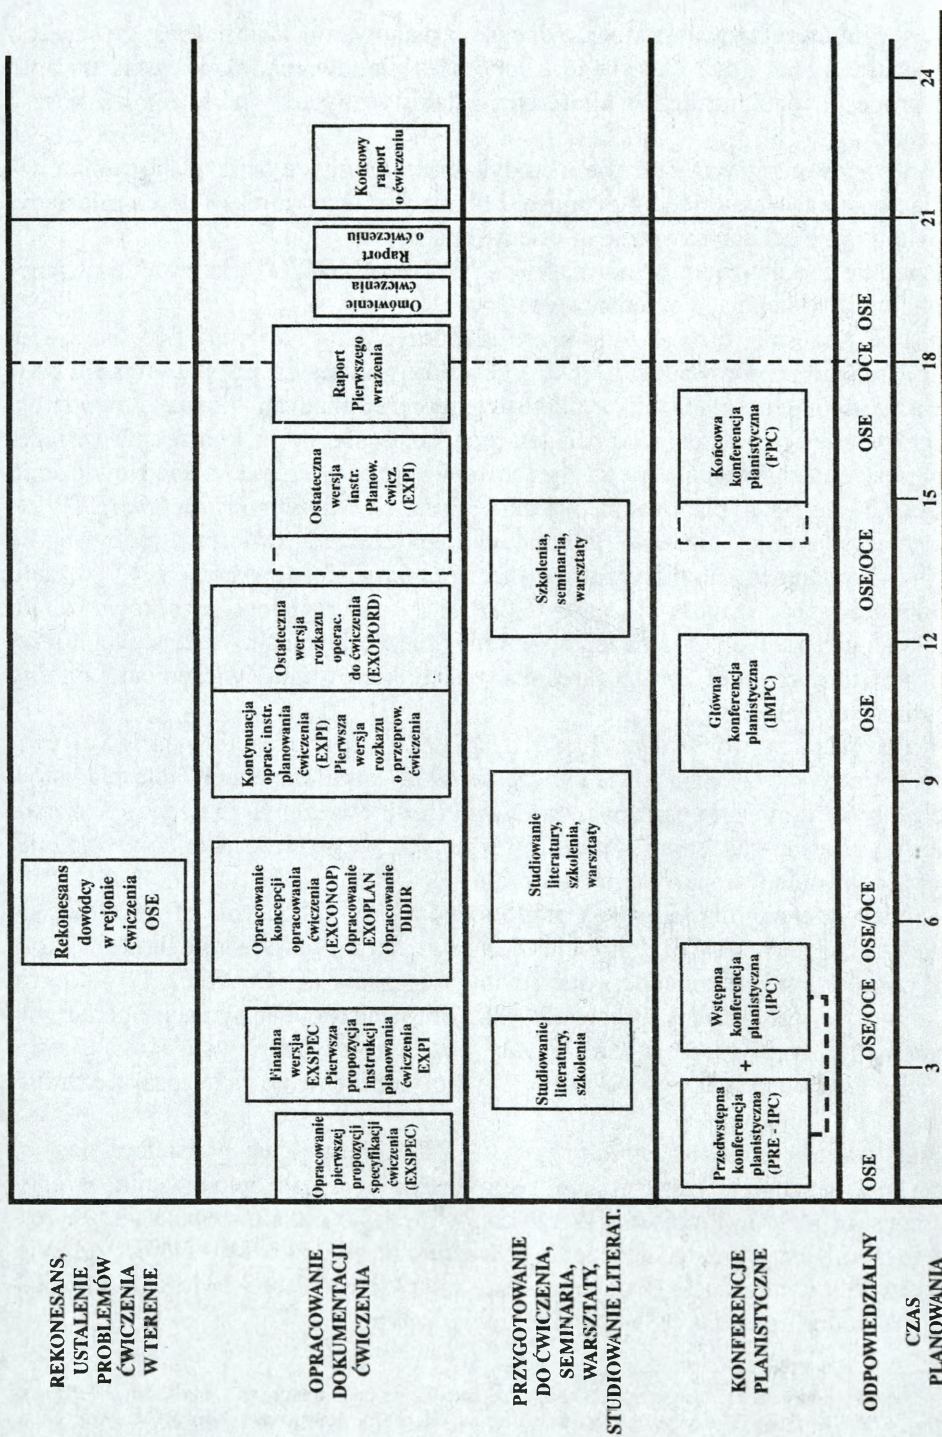 REKONESANS,
USTALENIE
PROBLEMÓW
ĆWICZENIA
W TERENIE
Rekonesans
dowódcy
w rejonie
ćwiczenia
OSE
OPRACOWANIE
DOKUMENTACJI
ĆWICZENIA
Opracowanie
pierwszej
propozycji
specyfikacji
ćwiczenia
(EXSPEC)
Finalna
wersja
EXSPEC
Pierwsza
propozycja
instrukcji
planowania
ćwiczenia
EXPI
Opracowanie
koncepcji
opracowania
ćwiczenia
(EXCONOP)
Opracowanie
EXOPLAN
Opracowanie
DIDIR
Kontynuacja
oprac. instr.
planowania
ćwiczenia
(EXPI)
Pierwsza
wersja
rozkazu
o przeprow.
ćwiczenia
Ostateczna
wersja
rozkazu
operac.
do ćwiczenia
(EXOPORD)
Ostateczna
wersja
instr.
Planow.
ćwicz.
(EXPI)
Raport
Pierwszego
wrażenia
Omówienie
ćwiczenia
Raport
o ćwiczeniu
Końcowy
raport
o ćwiczeniu
PRZYGOTOWANIE
DO ĆWICZENIA,
SEMINARIA,
WARSZTATY,
STUDIOWANIE LITERAT.
Studiowanie
literatury,
szkolenia
Studiowanie
literatury,
szkolenia,
warsztaty
Szkolenia,
seminaria,
warsztaty
KONFERENCJE
PLANISTYCZNE
Przedwstępna
konferencja
planistyczna
(PRE - IPC)
+
Wstępna
konferencja
planistyczna
(IPC)
Główna
konferencja
planistyczna
(IMPC)
Końcowa
konferencja
planistyczna
(FPC)
ODPOWIEDZIALNY
OSE OSE/OCE OSE/OCE OSE OSE/OCE OSE OCE OSE
CZAS
PLANOWANIA
3 6 9 12 15 18 21 24